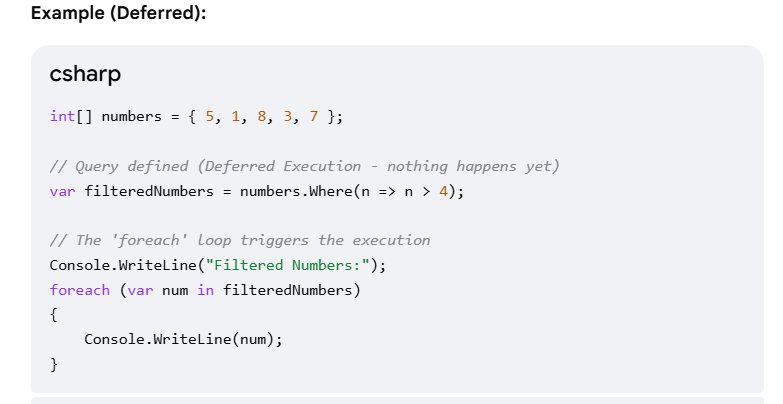 Example (Deferred):
csharp
int[] numbers = { 5, 1, 8, 3, 7 };
// Query defined (Deferred Execution - nothing happens yet)
var filteredNumbers = numbers.Where(n => n > 4);
// The 'foreach' loop triggers the execution
Console.WriteLine("Filtered Numbers:");
foreach (var num in filteredNumbers)
{
    Console.WriteLine(num);
}